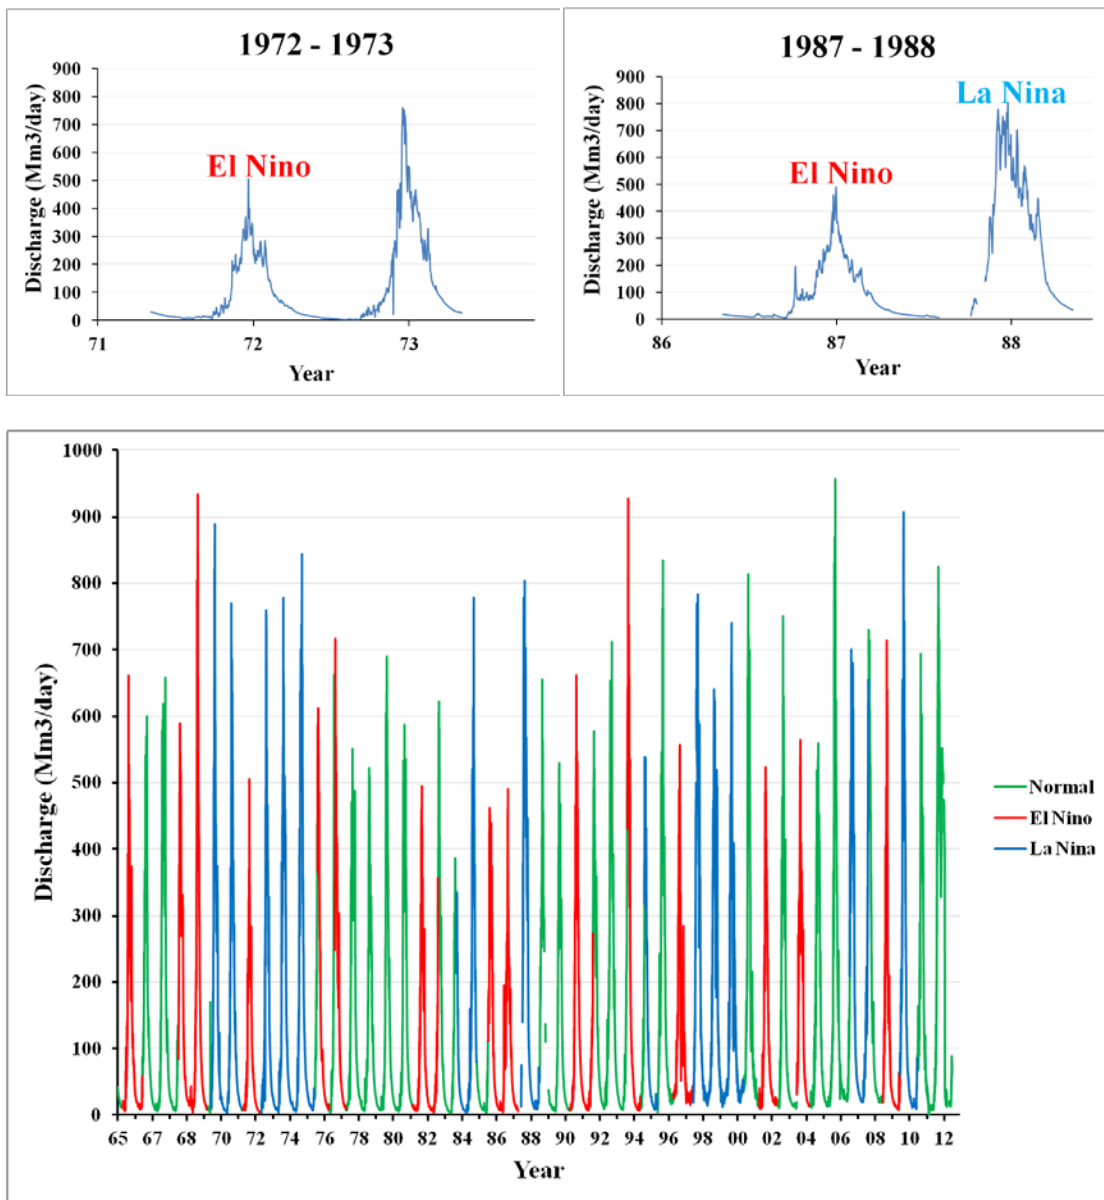 1972 - 1973
Discharge (Mm3/day)
900
800
700
600
500
400
300
200
100
0
El Nino
71 72 73
Year
1987 - 1988
Discharge (Mm3/day)
900
800
700
600
500
400
300
200
100
0
La Nina
El Nino
86 87 88
Year
Discharge (Mm3/day)
1000
900
800
700
600
500
400
300
200
100
0
65 67 68 70 72 74 76 78 80 82 84 86 88 90 92 94 96 98 00 02 04 06 08 10 12
Year
Normal
El Nino
La Nina